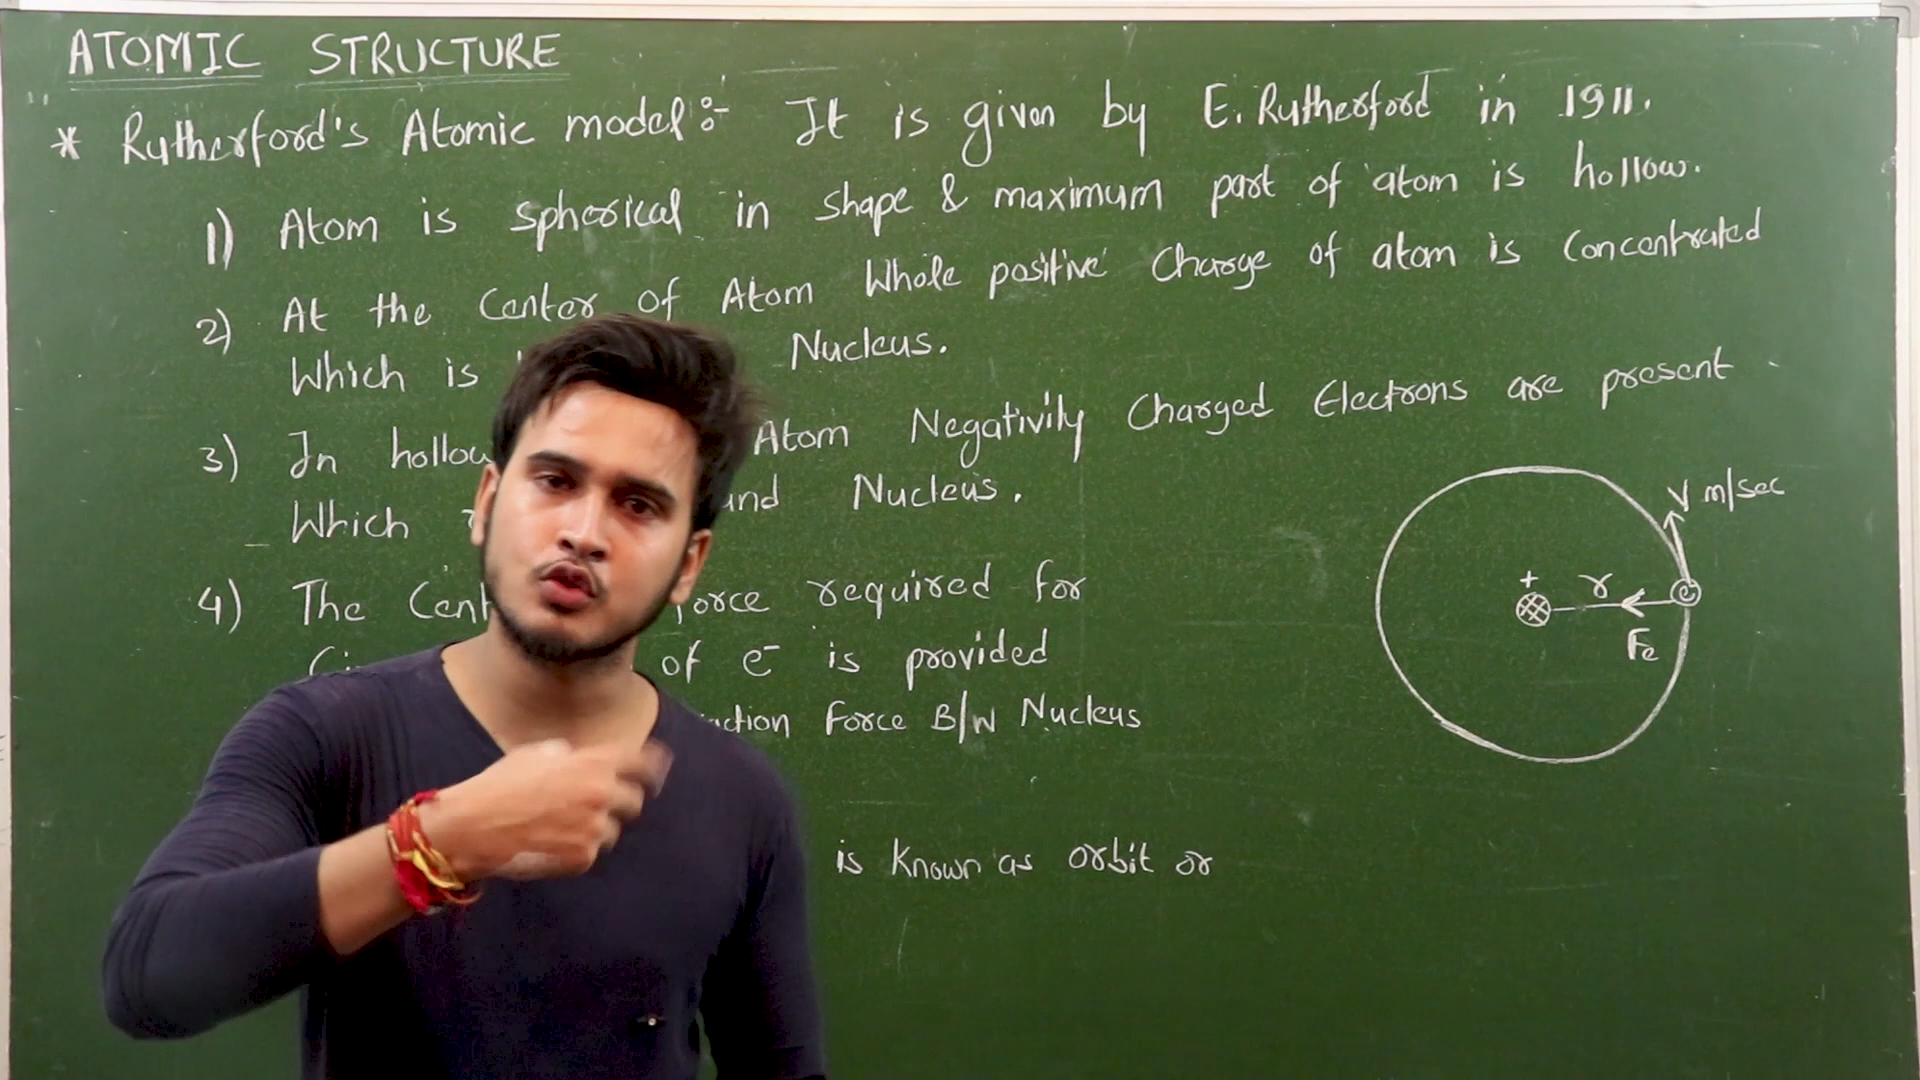 ATOMIC STRUCTURE
* Rutherford's Atomic model:- It is given by E. Rutherford in 1911.
1) Atom is spherical in shape & maximum part of atom is hollow.
2) At the Center of Atom Whole positive Charge of atom is Concentrated
Which is Nucleus.
3) In hollow Atom Negativily Charged Electrons are present
Which Nucleus.
4) The force required for
of e⁻ is provided
Force B/W Nucleus
is Known as orbit or
V m/sec
+
r
e
Fe